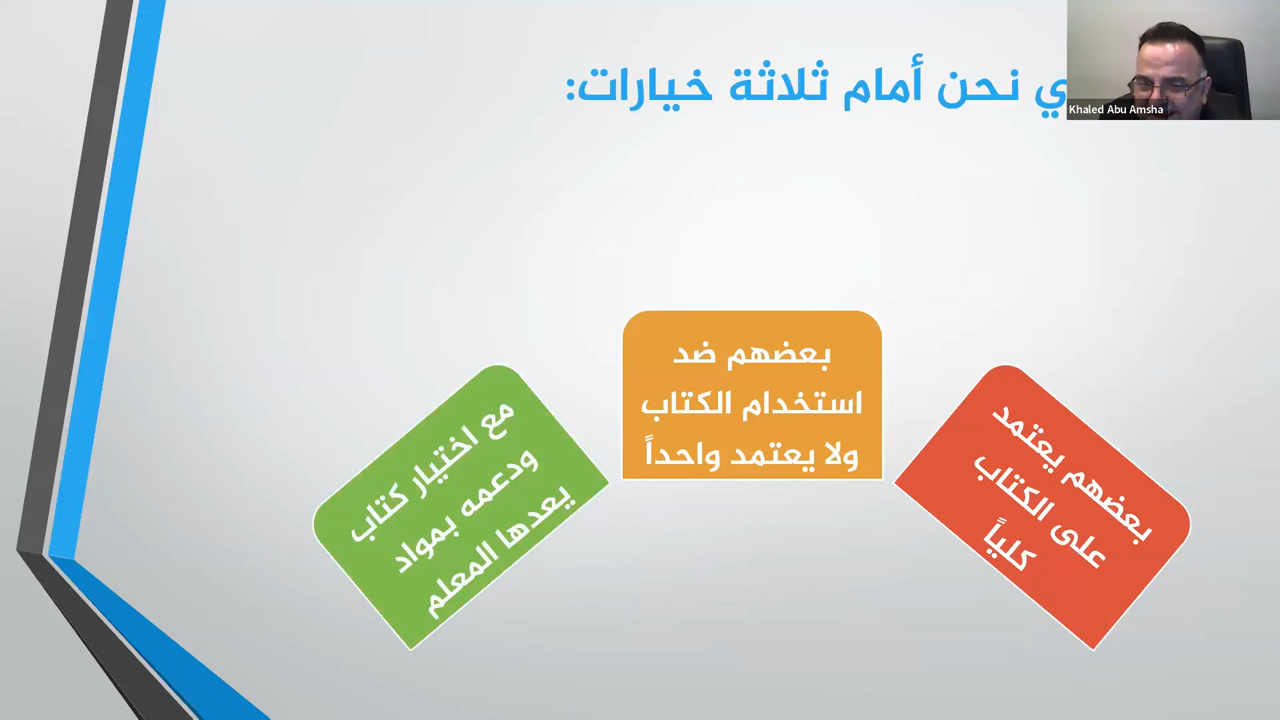 نحن أمام ثلاثة خيارات:
Khaled Abu Amsha
بعضهم يعتمد
على الكتاب
كلياً
بعضهم ضد
استخدام الكتاب
ولا يعتمد واحداً
مع اختيار كتاب
ودعمه بمواد
يعدها المعلم